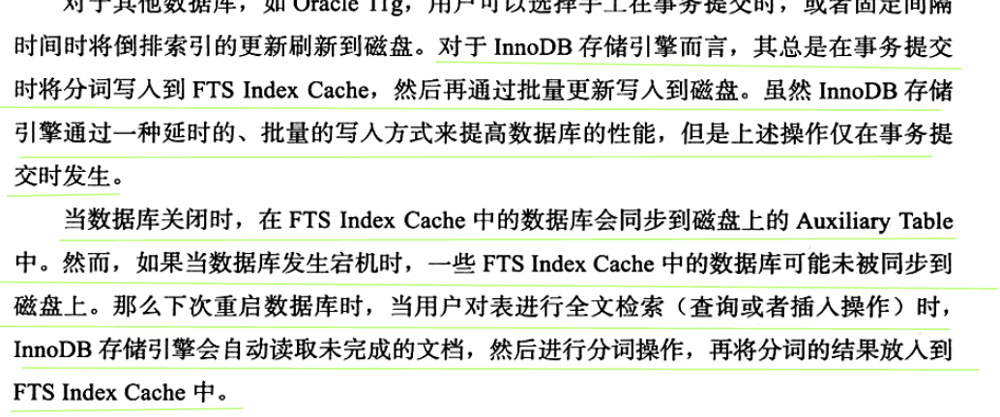 对于其他数据库，如 Oracle 11g，用户可以选择手工在事务提交时，或者固定间隔
时间时将倒排索引的更新刷新到磁盘。对于 InnoDB 存储引擎而言，其总是在事务提交
时将分词写入到 FTS Index Cache，然后再通过批量更新写入到磁盘。虽然 InnoDB 存储
引擎通过一种延时的、批量的写入方式来提高数据库的性能，但是上述操作仅在事务提
交时发生。
当数据库关闭时，在 FTS Index Cache 中的数据库会同步到磁盘上的 Auxiliary Table
中。然而，如果当数据库发生宕机时，一些 FTS Index Cache 中的数据库可能未被同步到
磁盘上。那么下次重启数据库时，当用户对表进行全文检索（查询或者插入操作）时，
InnoDB 存储引擎会自动读取未完成的文档，然后进行分词操作，再将分词的结果放入到
FTS Index Cache 中。